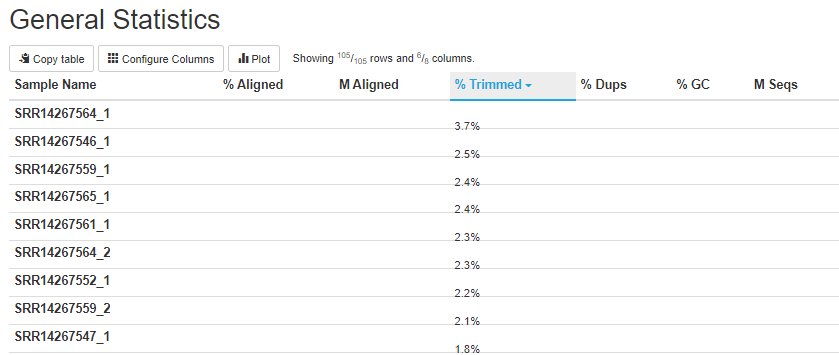 General Statistics
Copy table Configure Columns Plot Showing 105/105 rows and 6/8 columns.
Sample Name % Aligned M Aligned % Trimmed % Dups % GC M Seqs
SRR14267564_1 3.7%
SRR14267546_1 2.5%
SRR14267559_1 2.4%
SRR14267565_1 2.4%
SRR14267561_1 2.3%
SRR14267564_2 2.3%
SRR14267552_1 2.2%
SRR14267559_2 2.1%
SRR14267547_1 1.8%